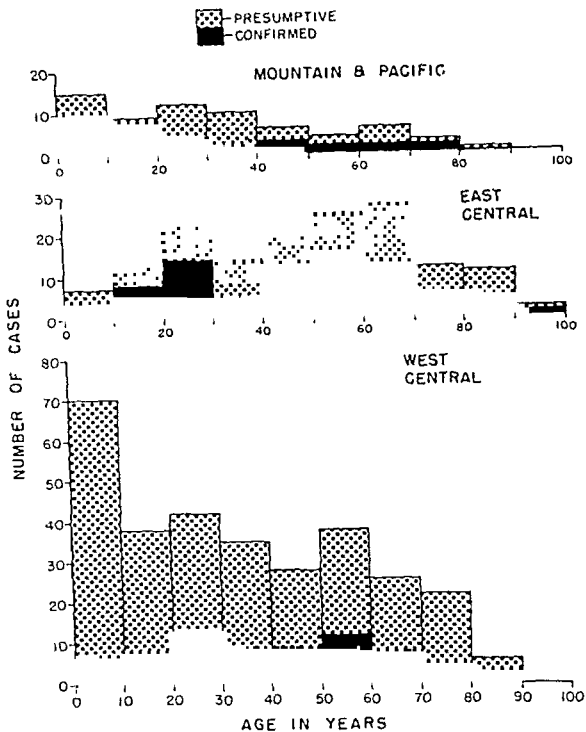 PRESUMPTIVE
CONFIRMED
MOUNTAIN & PACIFIC
20
10
0
0 20 40 60 80 100
EAST
CENTRAL
30
20
10
0
0 20 40 60 80 100
WEST
CENTRAL
NUMBER OF CASES
80
70
60
50
40
30
20
10
0
0 10 20 30 40 50 60 70 80 90 100
AGE IN YEARS